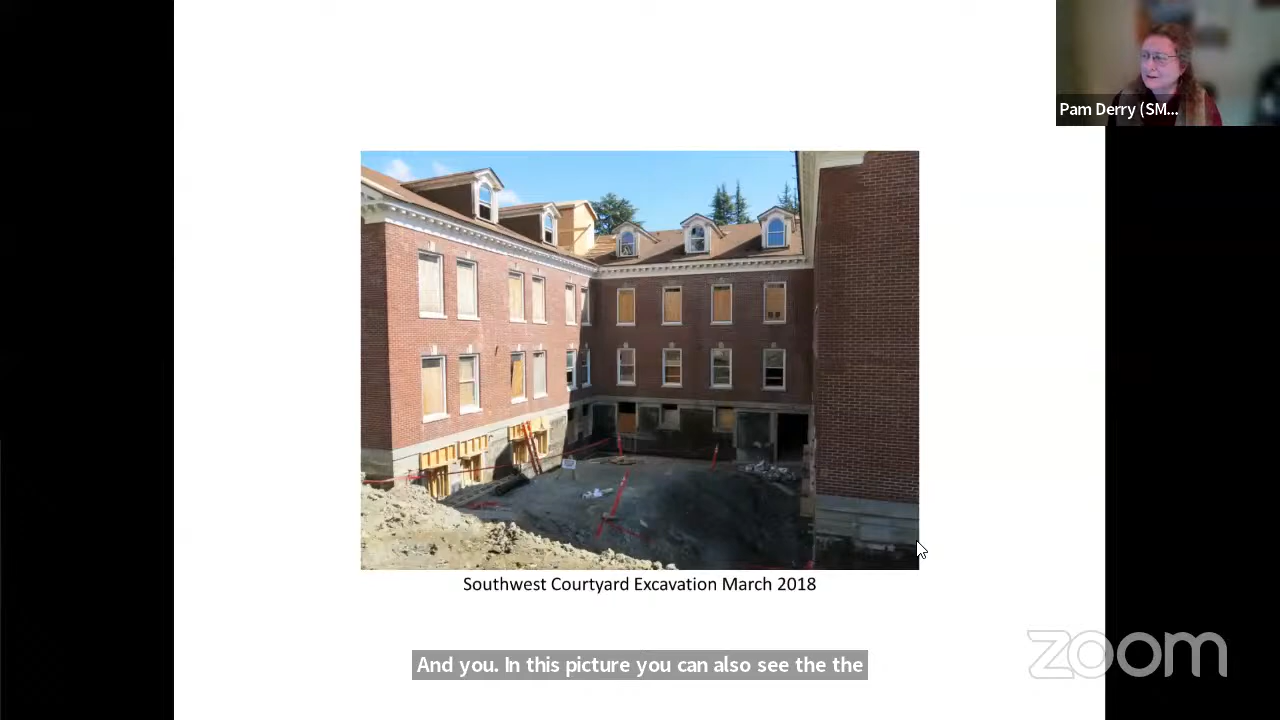 Pam Derry (SM...
Southwest Courtyard Excavation March 2018
And you. In this picture you can also see the the
zoom